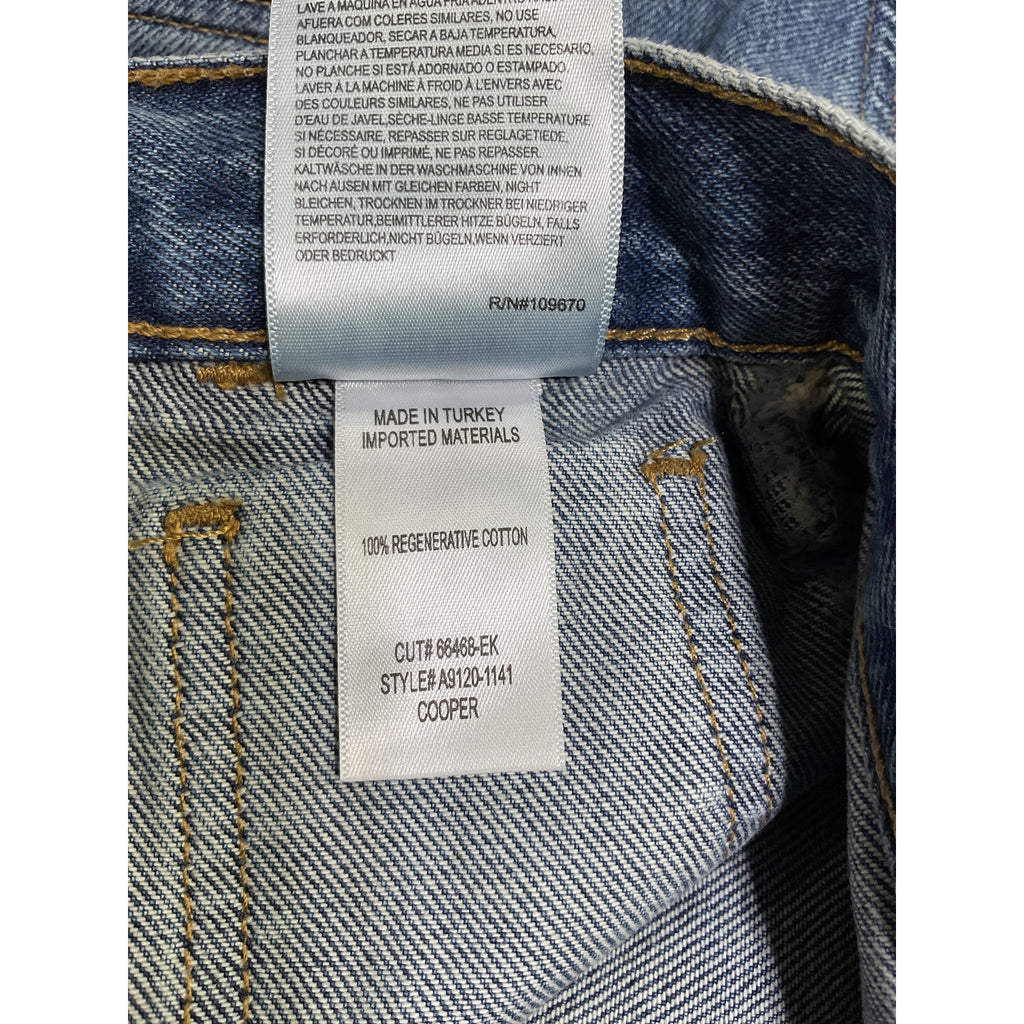 LAVE A MAQUINA EN AGUA FRIA ADENTRO
AFUERA COM COLERES SIMILARES, NO USE
BLANQUEADOR, SECAR A BAJA TEMPERATURA,
PLANCHAR A TEMPERATURA MEDIA SI ES NECESARIO,
NO PLANCHE SI ESTÁ ADORNADO O ESTAMPADO
LAVER À LA MACHINE À FROID À L'ENVERS AVEC
DES COULEURS SIMILARES, NE PAS UTILISER
D'EAU DE JAVEL,SÈCHE-LINGE BASSE TEMPERATURE
SI NÉCESSAIRE, REPASSER SUR REGLAGETIEDE,
SI DÉCORÉ OU IMPRIMÉ, NE PAS REPASSER.
KALTWÄSCHE IN DER WASCHMASCHINE VON INNEN
NACH AUSEN MIT GLEICHEN FARBEN, NIGHT
BLEICHEN, TROCKNEN IM TROCKNER BEI NIEDRIGER
TEMPERATUR,BEIMITTLERER HITZE BÜGELN, FALLS
ERFORDERLICH,NICHT BÜGELN,WENN VERZIERT
ODER BEDRUCKT
R/N#109670
MADE IN TURKEY
IMPORTED MATERIALS
100% REGENERATIVE COTTON
CUT# 66468-EK
STYLE# A9120-1141
COOPER